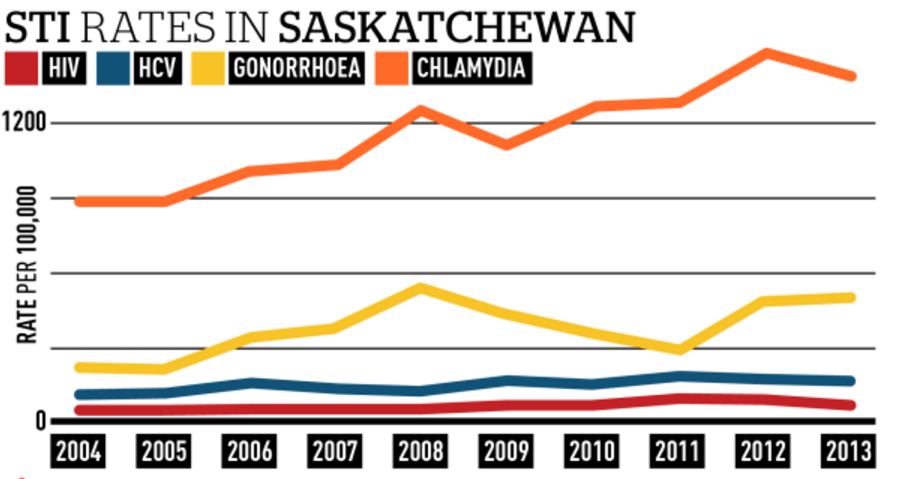 STI RATES IN SASKATCHEWAN
HIV HCV GONORRHOEA CHLAMYDIA
1200
RATE PER 100,000
0
2004 2005 2006 2007 2008 2009 2010 2011 2012 2013